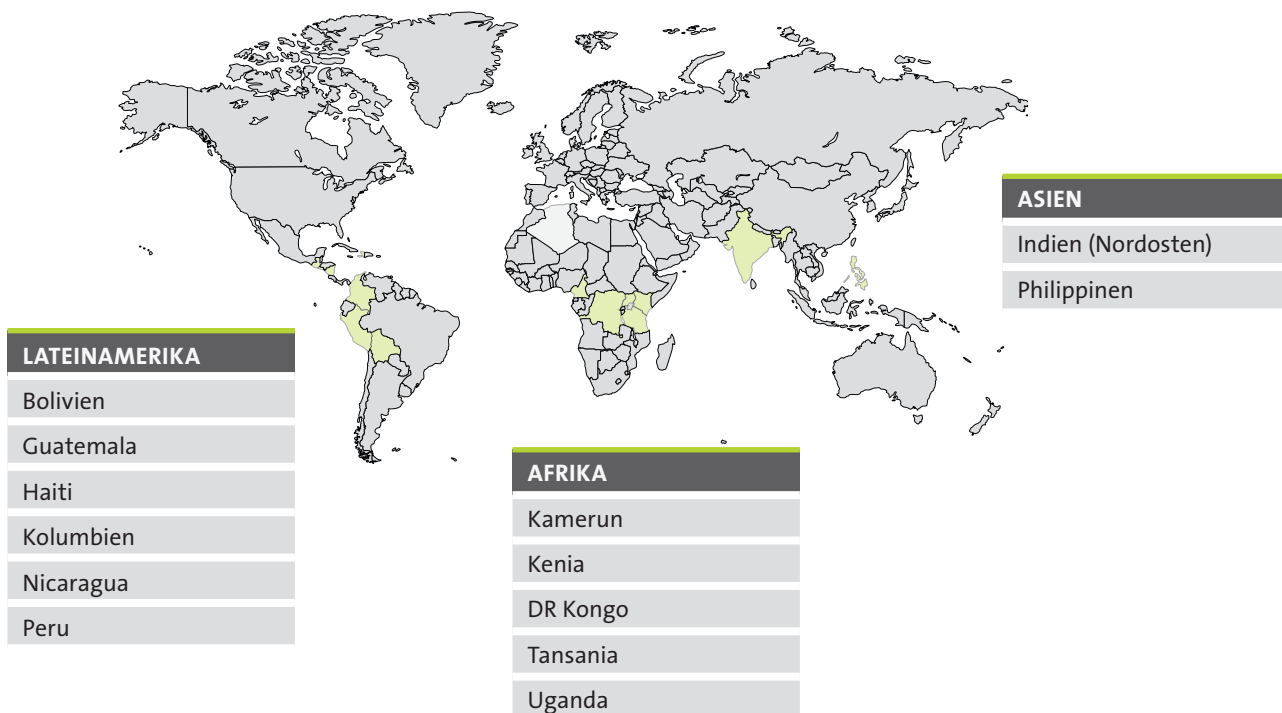 ASIEN
Indien (Nordosten)
Philippinen
LATEINAMERIKA
Bolivien
Guatemala
Haiti
Kolumbien
Nicaragua
Peru
AFRIKA
Kamerun
Kenia
DR Kongo
Tansania
Uganda